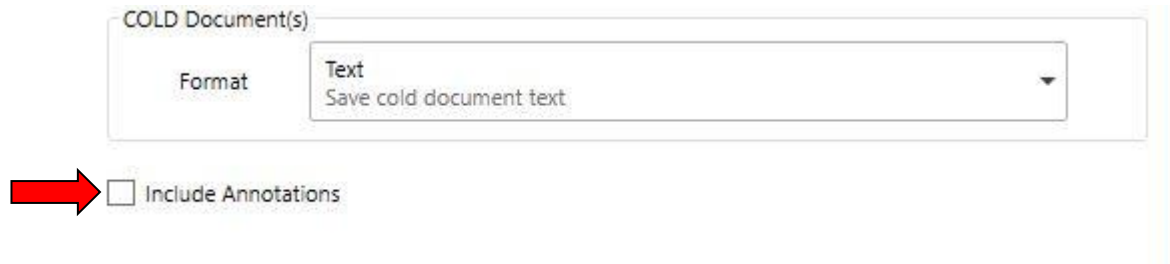 COLD Document(s)
Format
Text
Save cold document text
Include Annotations